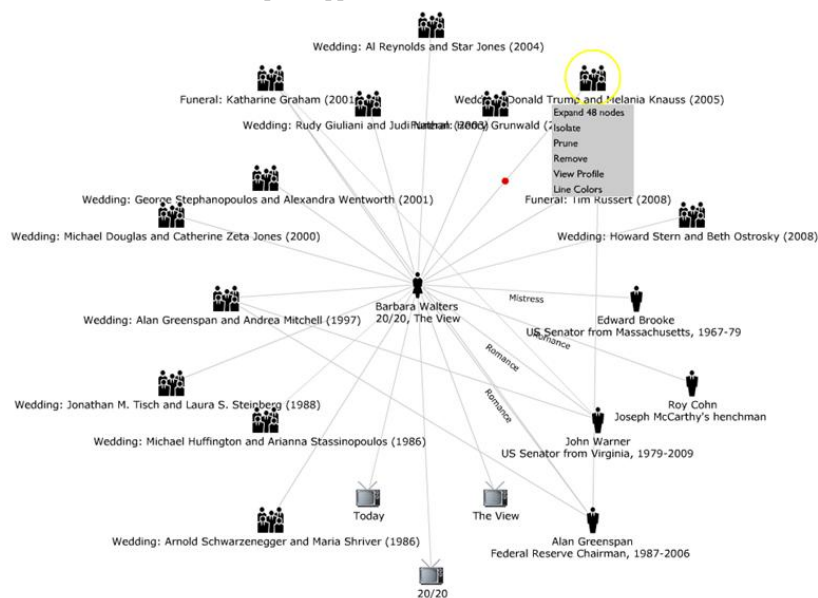 Wedding: Al Reynolds and Star Jones (2004)
Funeral: Katharine Graham (2001
Wedding: Donald Trump and Melania Knauss (2005)
Wedding: Rudy Giuliani and Judi Nathan (2003)
Funeral: Henry Grunwald (2
Expand 48 nodes
Isolate
Prune
Remove
View Profile
Line Colors
Wedding: George Stephanopoulos and Alexandra Wentworth (2001)
Funeral: Tim Russert (2008)
Wedding: Michael Douglas and Catherine Zeta Jones (2000)
Wedding: Howard Stern and Beth Ostrosky (2008)
Barbara Walters
20/20, The View
Mistress
Wedding: Alan Greenspan and Andrea Mitchell (1997)
Edward Brooke
US Senator from Massachusetts, 1967-79
Romance
Romance
Romance
Roy Cohn
Joseph McCarthy's henchman
Wedding: Jonathan M. Tisch and Laura S. Steinberg (1988)
Wedding: Michael Huffington and Arianna Stassinopoulos (1986)
John Warner
US Senator from Virginia, 1979-2009
Today
The View
Wedding: Arnold Schwarzenegger and Maria Shriver (1986)
Alan Greenspan
Federal Reserve Chairman, 1987-2006
20/20